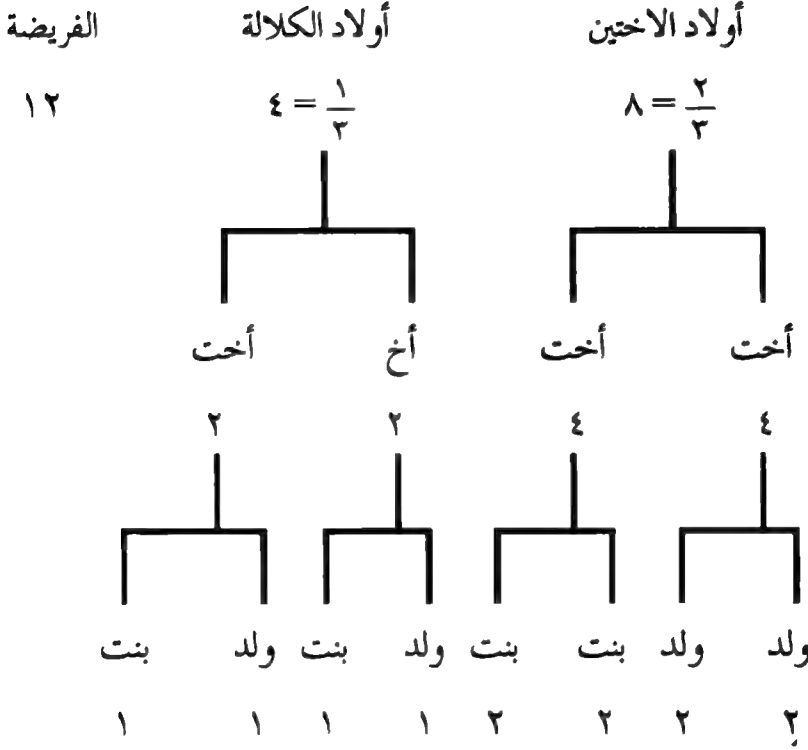 أولاد الاختين أولاد الكلالة الفريضة
٢/٣ = ٨ ١/٣ = ٤ ١٢
أخت أخت أخ أخت
٤ ٤ ٢ ٢
ولد ولد بنت بنت ولد بنت ولد بنت
٢ ٢ ٢ ٢ ١ ١ ١ ١